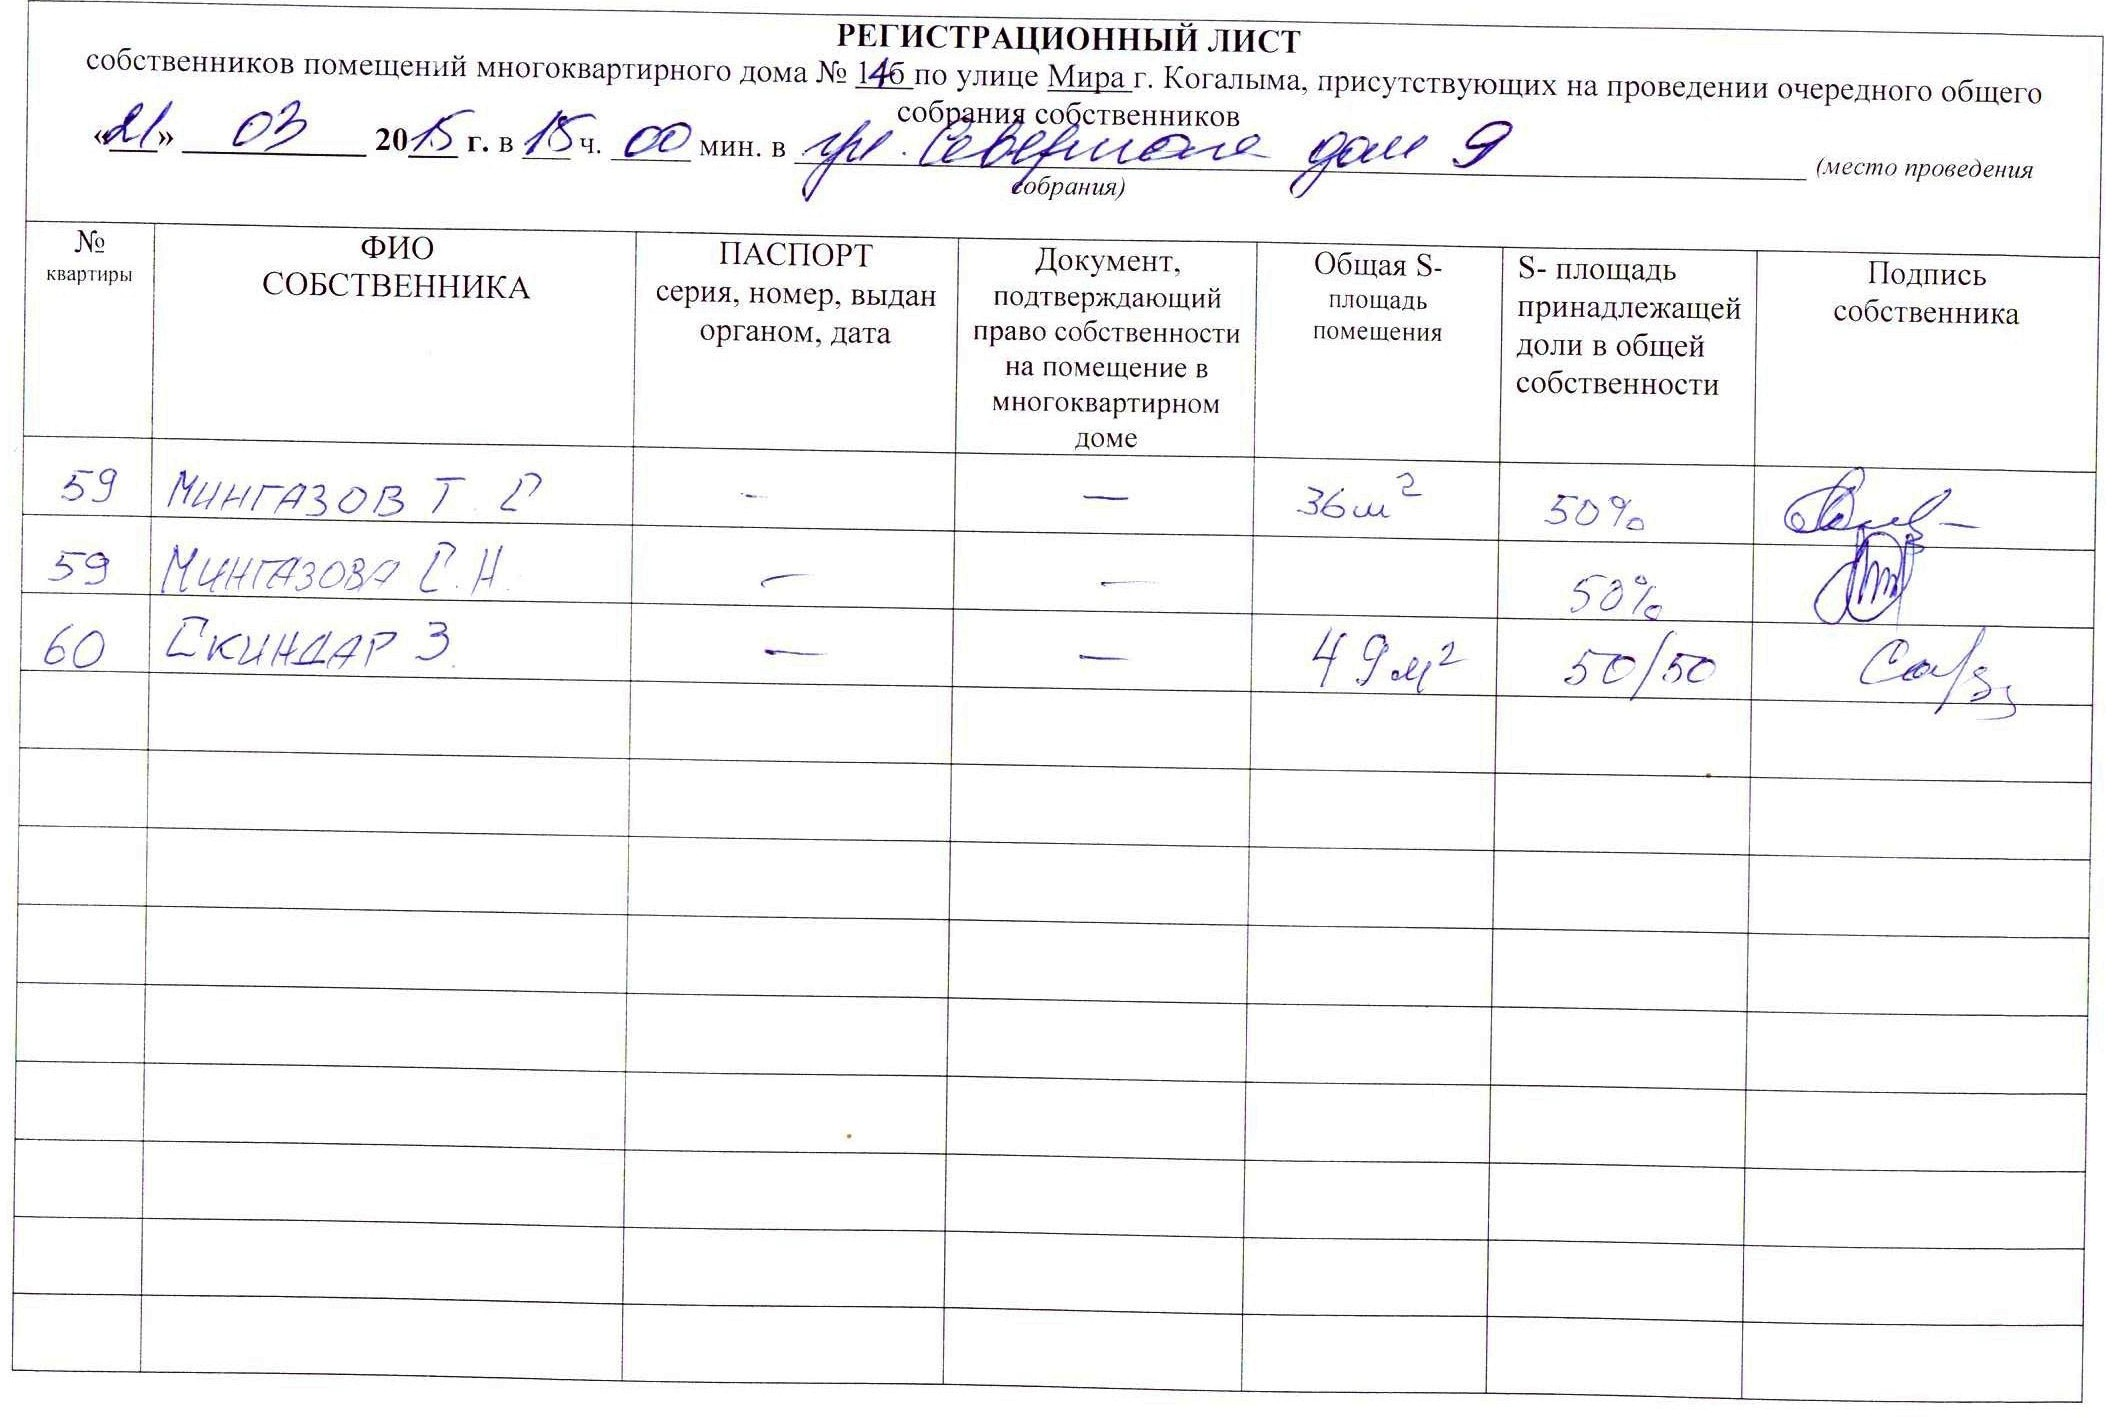 РЕГИСТРАЦИОННЫЙ ЛИСТ
собственников помещений многоквартирного дома № 14б по улице Мира г. Когалыма, присутствующих на проведении очередного общего
собрания собственников
«21» 03 2015 г. в 15 ч. 00 мин. в дом 9 (место проведения
собрания)
№ квартиры
ФИО СОБСТВЕННИКА
ПАСПОРТ
серия, номер, выдан
органом, дата
Документ,
подтверждающий
право собственности
на помещение в
многоквартирном
доме
Общая S-
площадь
помещения
S- площадь
принадлежащей
доли в общей
собственности
Подпись
собственника
59 МИНГАЗОВ Т. С - — 36м² 50%
59 МИНГАЗОВА С.Н. — — 50%
60 СКИНДАР З. — — 49м² 50/50